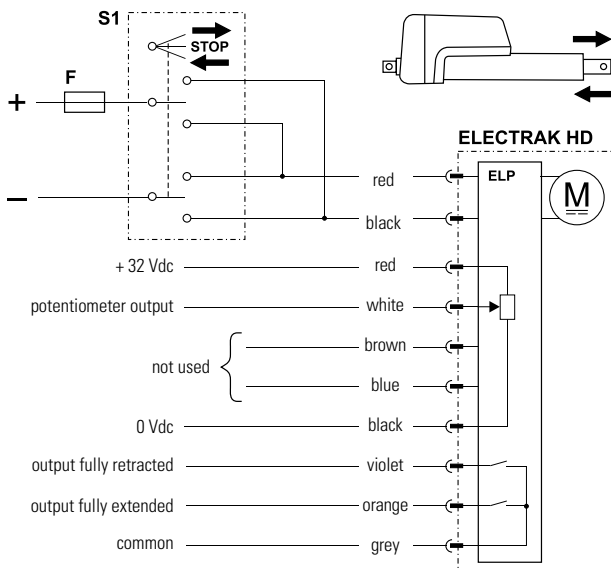 S1
STOP
F
+
−
ELECTRAK HD
ELP
M
red
black
+ 32 Vdc red
potentiometer output white
brown
not used
blue
0 Vdc black
output fully retracted violet
output fully extended orange
common grey